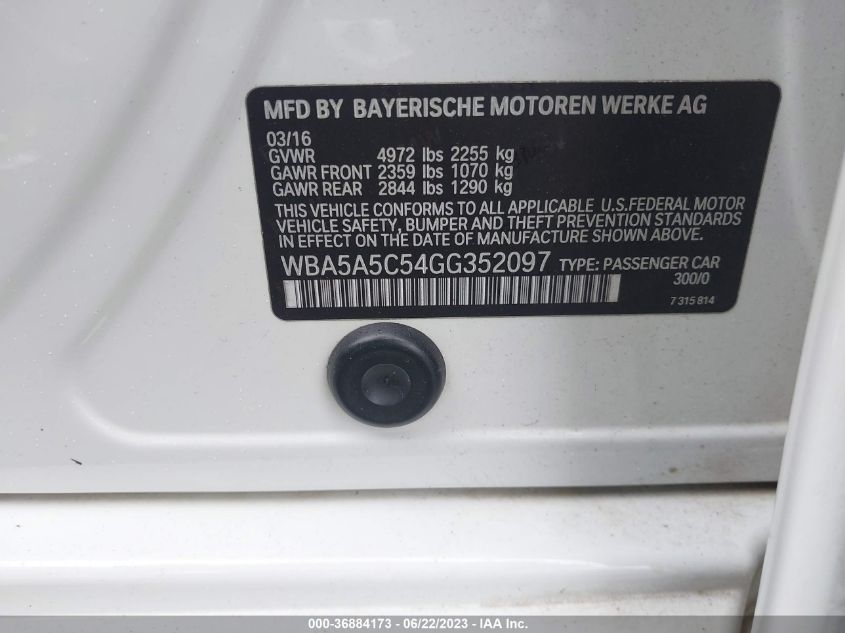 MFD BY BAYERISCHE MOTOREN WERKE AG
03/16
GVWR 4972 lbs 2255 kg
GAWR FRONT 2359 lbs 1070 kg
GAWR REAR 2844 lbs 1290 kg
THIS VEHICLE CONFORMS TO ALL APPLICABLE U.S.FEDERAL MOTOR
VEHICLE SAFETY, BUMPER AND THEFT PREVENTION STANDARDS
IN EFFECT ON THE DATE OF MANUFACTURE SHOWN ABOVE.
WBA5A5C54GG352097 TYPE: PASSENGER CAR
300/0
7 315 814
000-36884173 - 06/22/2023 - Copyright © IAA, Inc.